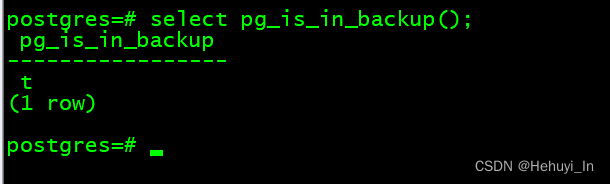 postgres=# select pg_is_in_backup();
 pg_is_in_backup
-----------------
 t
(1 row)
postgres=#
CSDN @Hehuyi_In